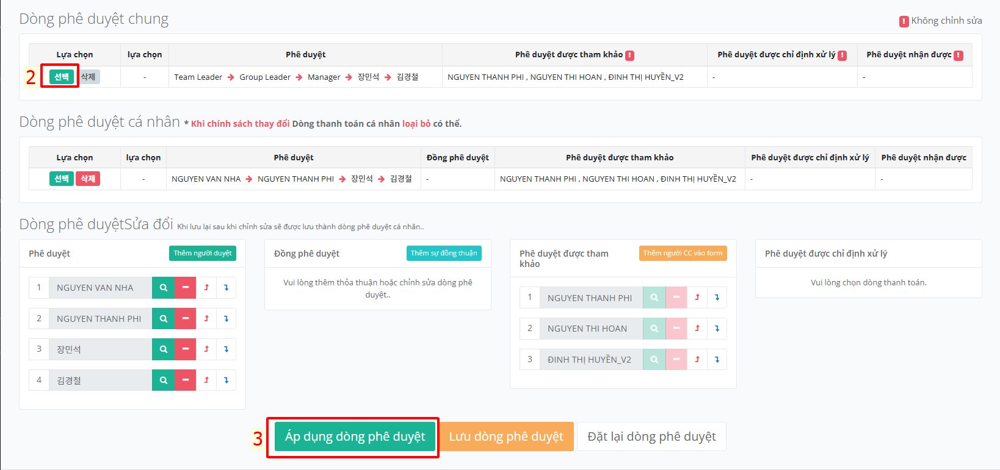 Dòng phê duyệt chung
! Không chỉnh sửa
Lựa chọn lựa chọn Phê duyệt Phê duyệt được tham khảo ! Phê duyệt được chỉ định xử lý ! Phê duyệt nhận được !
2 선택 삭제 - Team Leader → Group Leader → Manager → 장민석 → 김경철 NGUYEN THANH PHI , NGUYEN THI HOAN , ĐINH THỊ HUYỀN_V2 - -
Dòng phê duyệt cá nhân * Khi chính sách thay đổi Dòng thanh toán cá nhân loại bỏ có thể.
Lựa chọn lựa chọn Phê duyệt Đồng phê duyệt Phê duyệt được tham khảo Phê duyệt được chỉ định xử lý Phê duyệt nhận được
선택 삭제 - NGUYEN VAN NHA → NGUYEN THANH PHI → 장민석 → 김경철 - NGUYEN THANH PHI , NGUYEN THI HOAN , ĐINH THỊ HUYỀN_V2 - -
Dòng phê duyệtSửa đổi Khi lưu lại sau khi chỉnh sửa sẽ được lưu thành dòng phê duyệt cá nhân..
Phê duyệt Thêm người duyệt
1 NGUYEN VAN NHA
2 NGUYEN THANH PHI
3 장민석
4 김경철
Đồng phê duyệt Thêm sự đồng thuận
Vui lòng thêm thỏa thuận hoặc chỉnh sửa dòng phê
duyệt..
Phê duyệt được tham Thêm người CC vào form
khảo
1 NGUYEN THANH PHI
2 NGUYEN THI HOAN
3 ĐINH THỊ HUYỀN_V2
Phê duyệt được chỉ định xử lý
Vui lòng chọn dòng thanh toán.
3 Áp dụng dòng phê duyệt Lưu dòng phê duyệt Đặt lại dòng phê duyệt